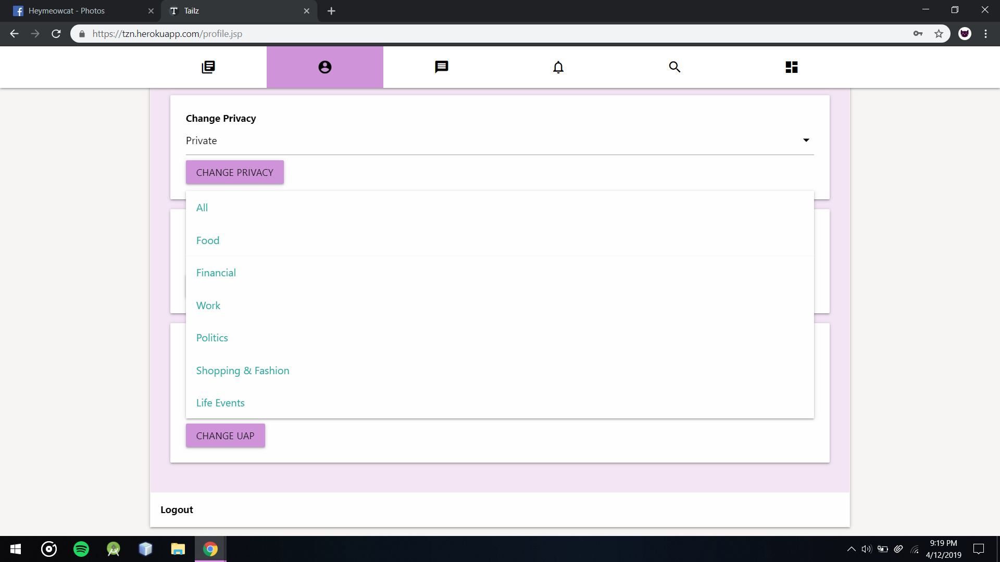 Heymeowcat - Photos
Tailz
https://tzn.herokuapp.com/profile.jsp
Change Privacy
Private
CHANGE PRIVACY
All
Food
Financial
Work
Politics
Shopping & Fashion
Life Events
CHANGE UAP
Logout
9:19 PM
4/12/2019